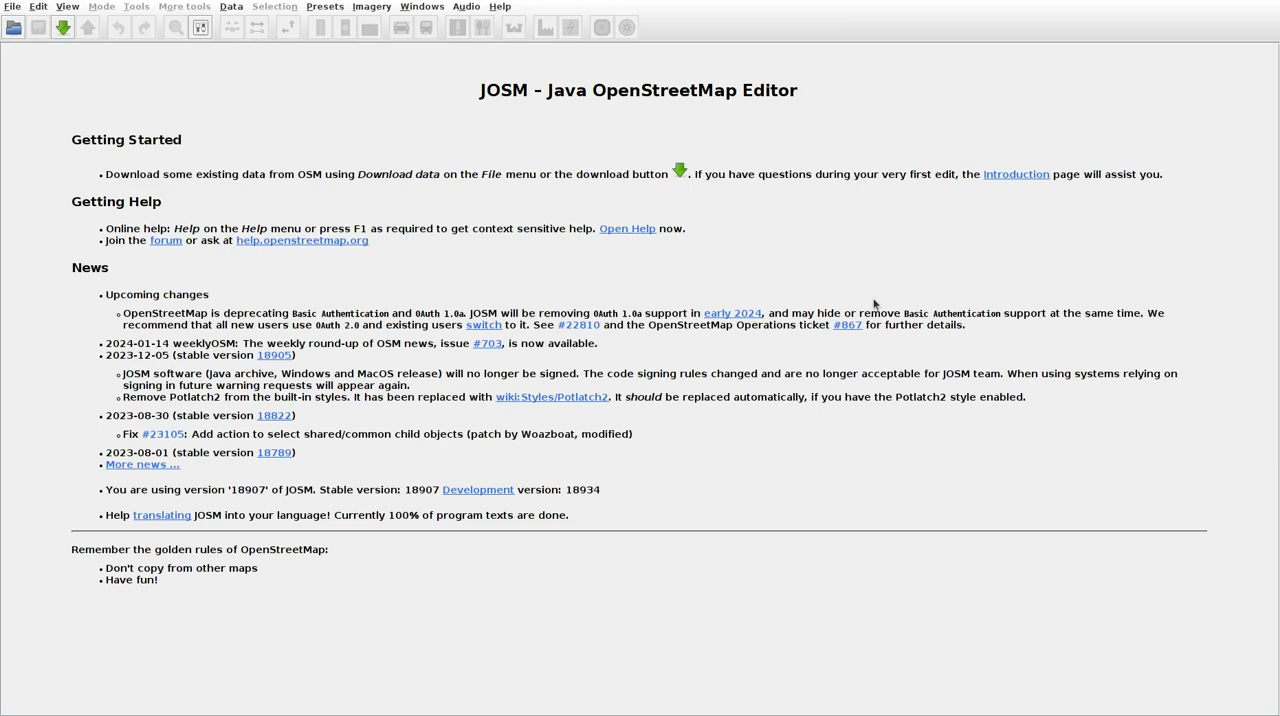 File Edit View Mode Tools More tools Data Selection Presets Imagery Windows Audio Help
JOSM – Java OpenStreetMap Editor
Getting Started
• Download some existing data from OSM using Download data on the File menu or the download button . If you have questions during your very first edit, the Introduction page will assist you.
Getting Help
• Online help: Help on the Help menu or press F1 as required to get context sensitive help. Open Help now.
• Join the forum or ask at help.openstreetmap.org
News
• Upcoming changes
◦ OpenStreetMap is deprecating Basic Authentication and OAuth 1.0a. JOSM will be removing OAuth 1.0a support in early 2024, and may hide or remove Basic Authentication support at the same time. We
recommend that all new users use OAuth 2.0 and existing users switch to it. See #22810 and the OpenStreetMap Operations ticket #867 for further details.
• 2024-01-14 weeklyOSM: The weekly round-up of OSM news, issue #703, is now available.
• 2023-12-05 (stable version 18905)
◦ JOSM software (Java archive, Windows and MacOS release) will no longer be signed. The code signing rules changed and are no longer acceptable for JOSM team. When using systems relying on
signing in future warning requests will appear again.
◦ Remove Potlatch2 from the built-in styles. It has been replaced with wiki:Styles/Potlatch2. It should be replaced automatically, if you have the Potlatch2 style enabled.
• 2023-08-30 (stable version 18822)
◦ Fix #23105: Add action to select shared/common child objects (patch by Woazboat, modified)
• 2023-08-01 (stable version 18789)
• More news ...
• You are using version '18907' of JOSM. Stable version: 18907 Development version: 18934
• Help translating JOSM into your language! Currently 100% of program texts are done.
Remember the golden rules of OpenStreetMap:
• Don't copy from other maps
• Have fun!